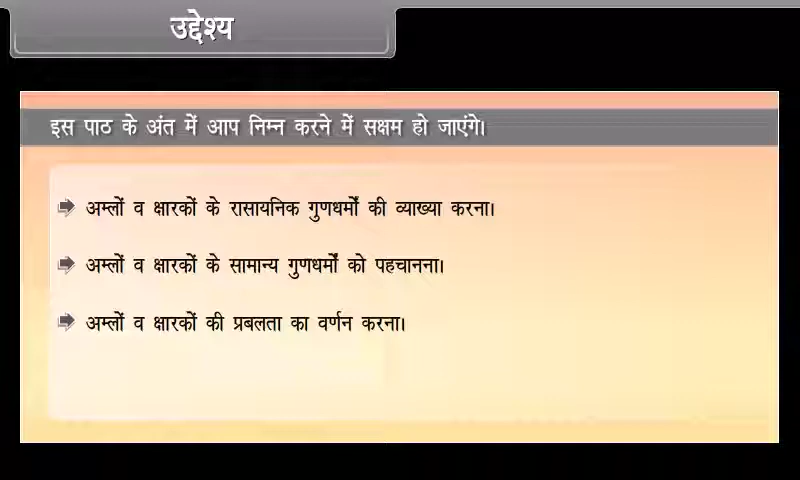 उद्देश्य
इस पाठ के अंत में आप निम्न करने में सक्षम हो जाएंगे।
अम्लों व क्षारकों के रासायनिक गुणधर्मों की व्याख्या करना।
अम्लों व क्षारकों के सामान्य गुणधर्मों को पहचानना।
अम्लों व क्षारकों की प्रबलता का वर्णन करना।